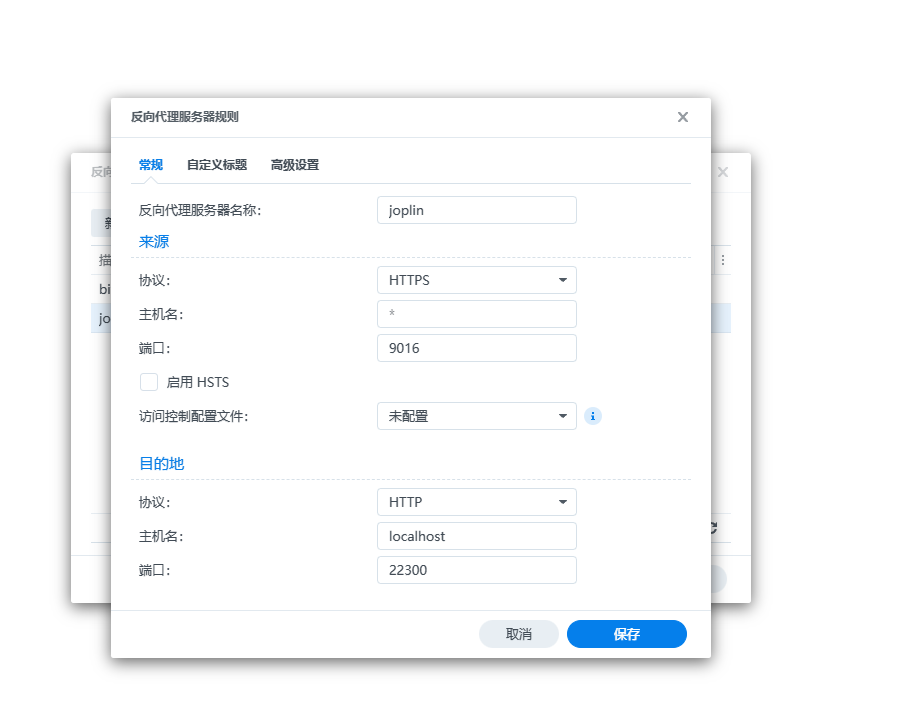 反向代理服务器规则
常规 自定义标题 高级设置
反向代理服务器名称: joplin
来源
协议: HTTPS
主机名: *
端口: 9016
启用 HSTS
访问控制配置文件: 未配置
目的地
协议: HTTP
主机名: localhost
端口: 22300
取消 保存
反向
描
bi
jo